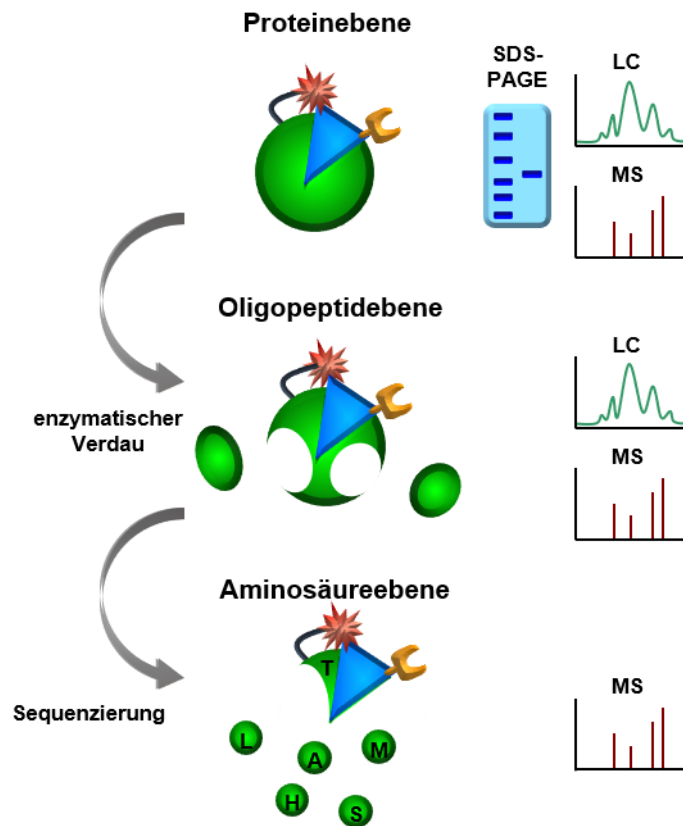 Proteinebene
SDS-
PAGE
LC
MS
Oligopeptidebene
LC
enzymatischer
Verdau
MS
Aminosäureebene
T
MS
Sequenzierung
L
A
M
H
S